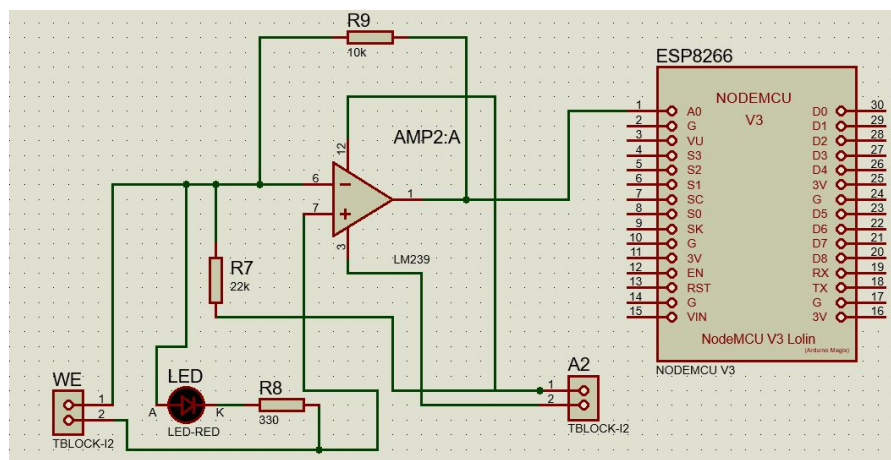 R9
10k
ESP8266
NODEMCU
V3
1 A0 D0 30
2 G D1 29
3 VU D2 28
4 S3 D3 27
5 S2 D4 26
6 S1 3V 25
7 SC G 24
8 S0 D5 23
9 SK D6 22
10 G D7 21
11 3V D8 20
12 EN RX 19
13 RST TX 18
14 G G 17
15 VIN 3V 16
NodeMCU V3 Lolin
(Arduino Magix)
NODEMCU V3
AMP2:A
12
6
7
1
3
LM239
R7
22k
WE
1
2
TBLOCK-I2
LED
A K
LED-RED
R8
330
A2
1
2
TBLOCK-I2